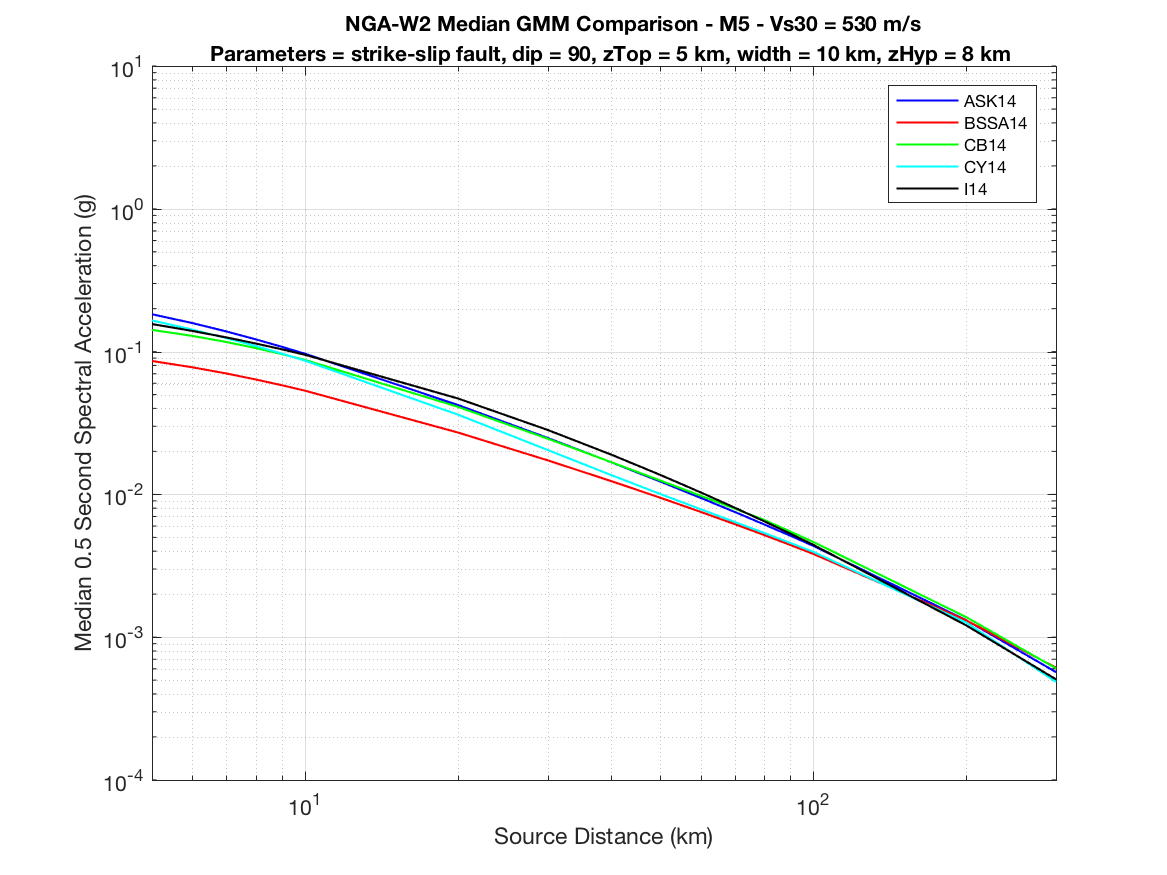 NGA-W2 Median GMM Comparison - M5 - Vs30 = 530 m/s
Parameters = strike-slip fault, dip = 90, zTop = 5 km, width = 10 km, zHyp = 8 km
ASK14
BSSA14
CB14
CY14
I14
Median 0.5 Second Spectral Acceleration (g)
10^1
10^0
10^-1
10^-2
10^-3
10^-4
10^1
10^2
Source Distance (km)